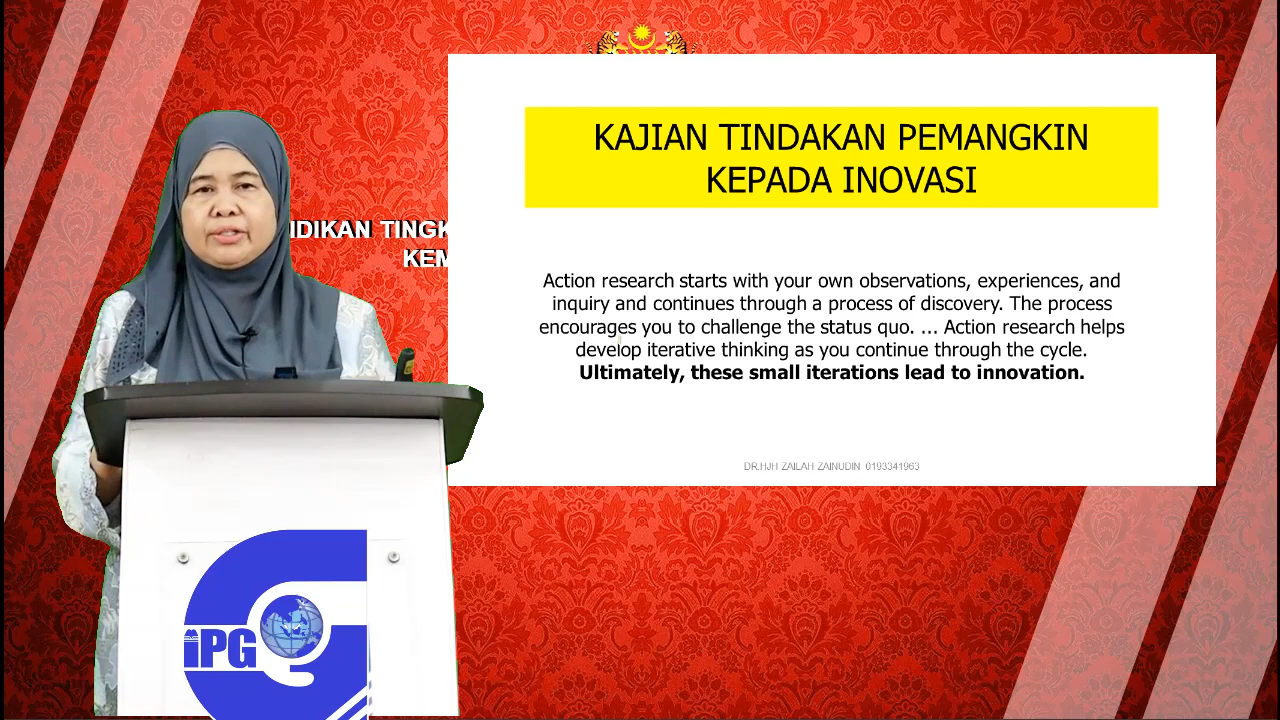 KAJIAN TINDAKAN PEMANGKIN
KEPADA INOVASI
IDIKAN TINGK
KEM
Action research starts with your own observations, experiences, and
inquiry and continues through a process of discovery. The process
encourages you to challenge the status quo. ... Action research helps
develop iterative thinking as you continue through the cycle.
Ultimately, these small iterations lead to innovation.
DR.HJH ZAILAH ZAINUDIN 0193341963
iPG